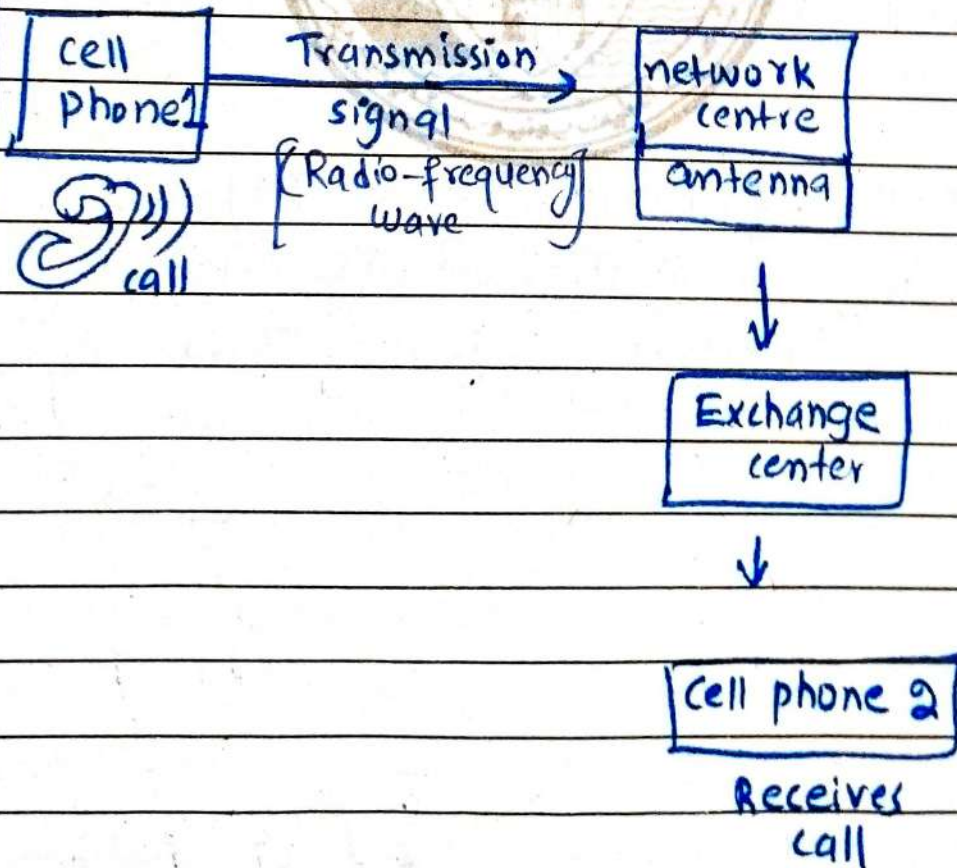 cell
phone1
Transmission
signal
[Radio-frequency
wave]
network
centre
antenna
call
Exchange
center
cell phone 2
Receives
call